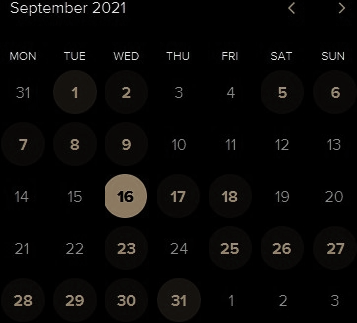 September 2021
MON TUE WED THU FRI SAT SUN
31 1 2 3 4 5 6
7 8 9 10 11 12 13
14 15 16 17 18 19 20
21 22 23 24 25 26 27
28 29 30 31 1 2 3